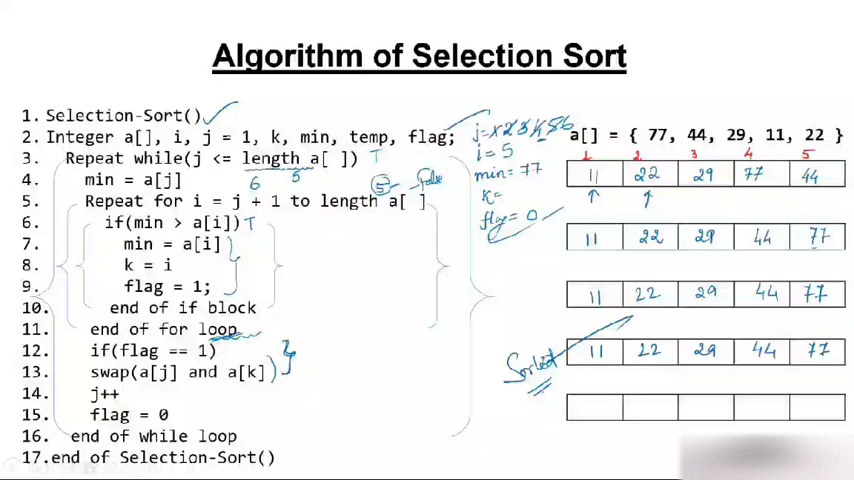 Algorithm of Selection Sort
1. Selection-Sort()
2. Integer a[], i, j = 1, k, min, temp, flag;
3. Repeat while(j <= length a[ ]) T
6 5
4. min = a[j]
5 False
5. Repeat for i = j + 1 to length a[ ]
6. if(min > a[i]) T
7. min = a[i]
8. k = i
9. flag = 1;
10. end of if block
11. end of for loop
12. if(flag == 1)
13. swap(a[j] and a[k])
14. j++
15. flag = 0
16. end of while loop
17.end of Selection-Sort()
i = 5
min = 77
k =
flag = 0
a[] = { 77, 44, 29, 11, 22 }
1 2 3 4 5
11 22 29 77 44
11 22 29 44 77
11 22 29 44 77
Sorted
11 22 29 44 77